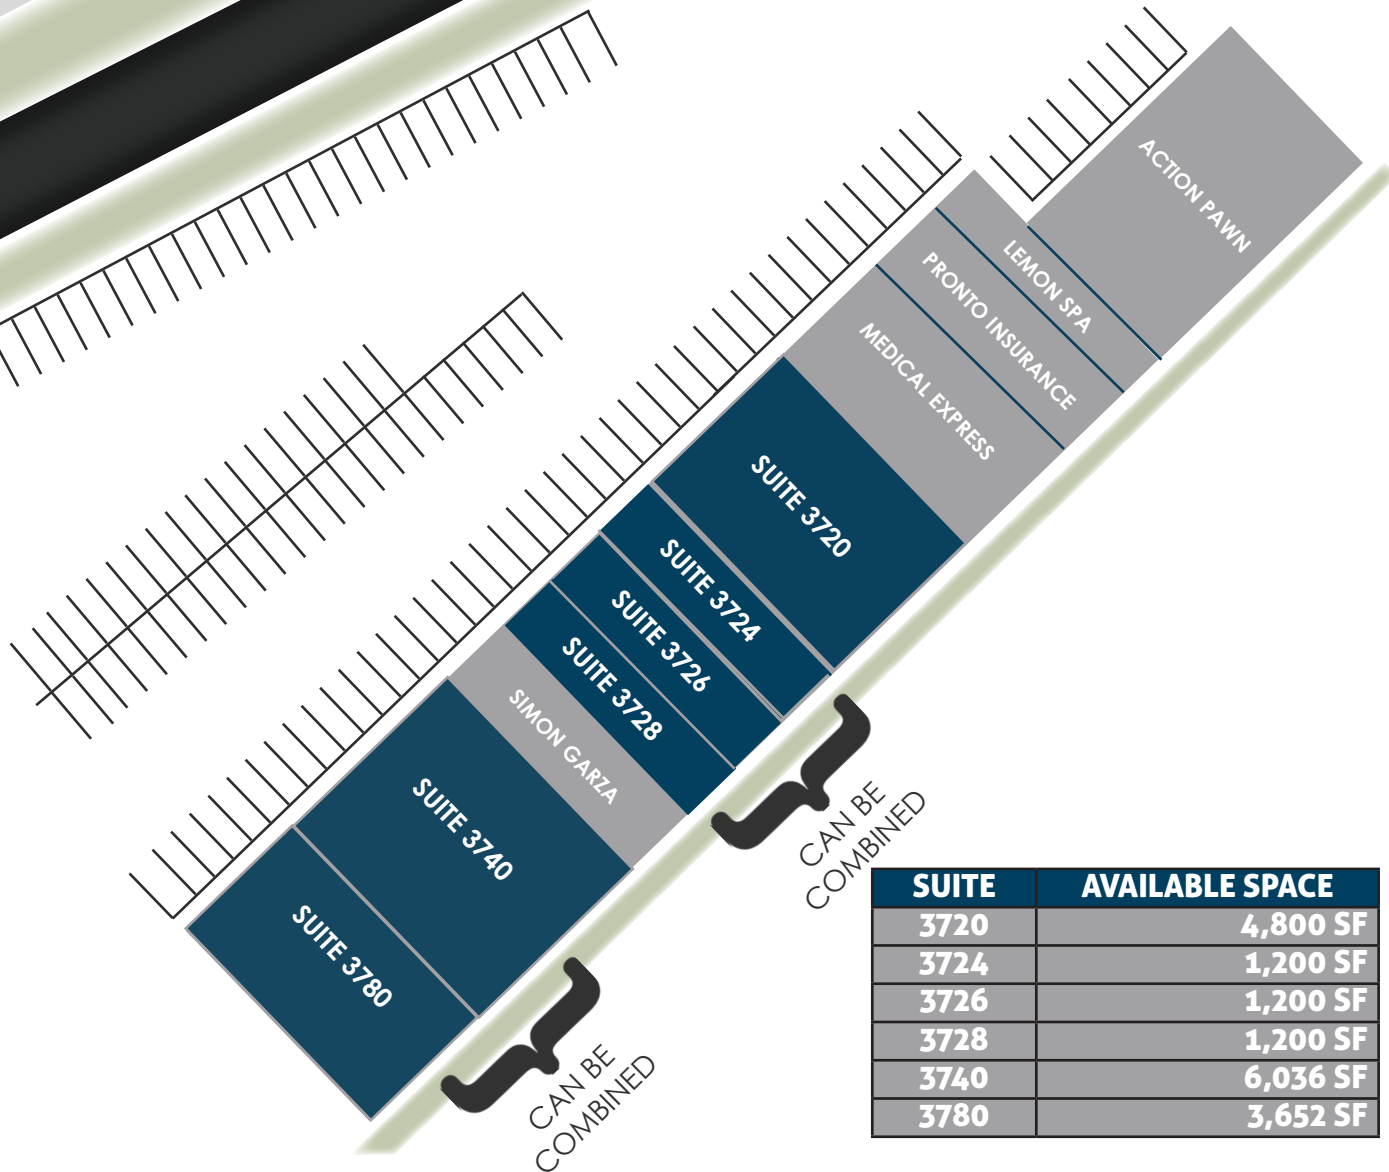 ACTION PAWN
LEMON SPA
PRONTO INSURANCE
MEDICAL EXPRESS
SUITE 3720
SUITE 3724
SUITE 3726
SUITE 3728
SIMON GARZA
SUITE 3740
SUITE 3780
CAN BE
COMBINED
CAN BE
COMBINED
SUITE AVAILABLE SPACE
3720 4,800 SF
3724 1,200 SF
3726 1,200 SF
3728 1,200 SF
3740 6,036 SF
3780 3,652 SF